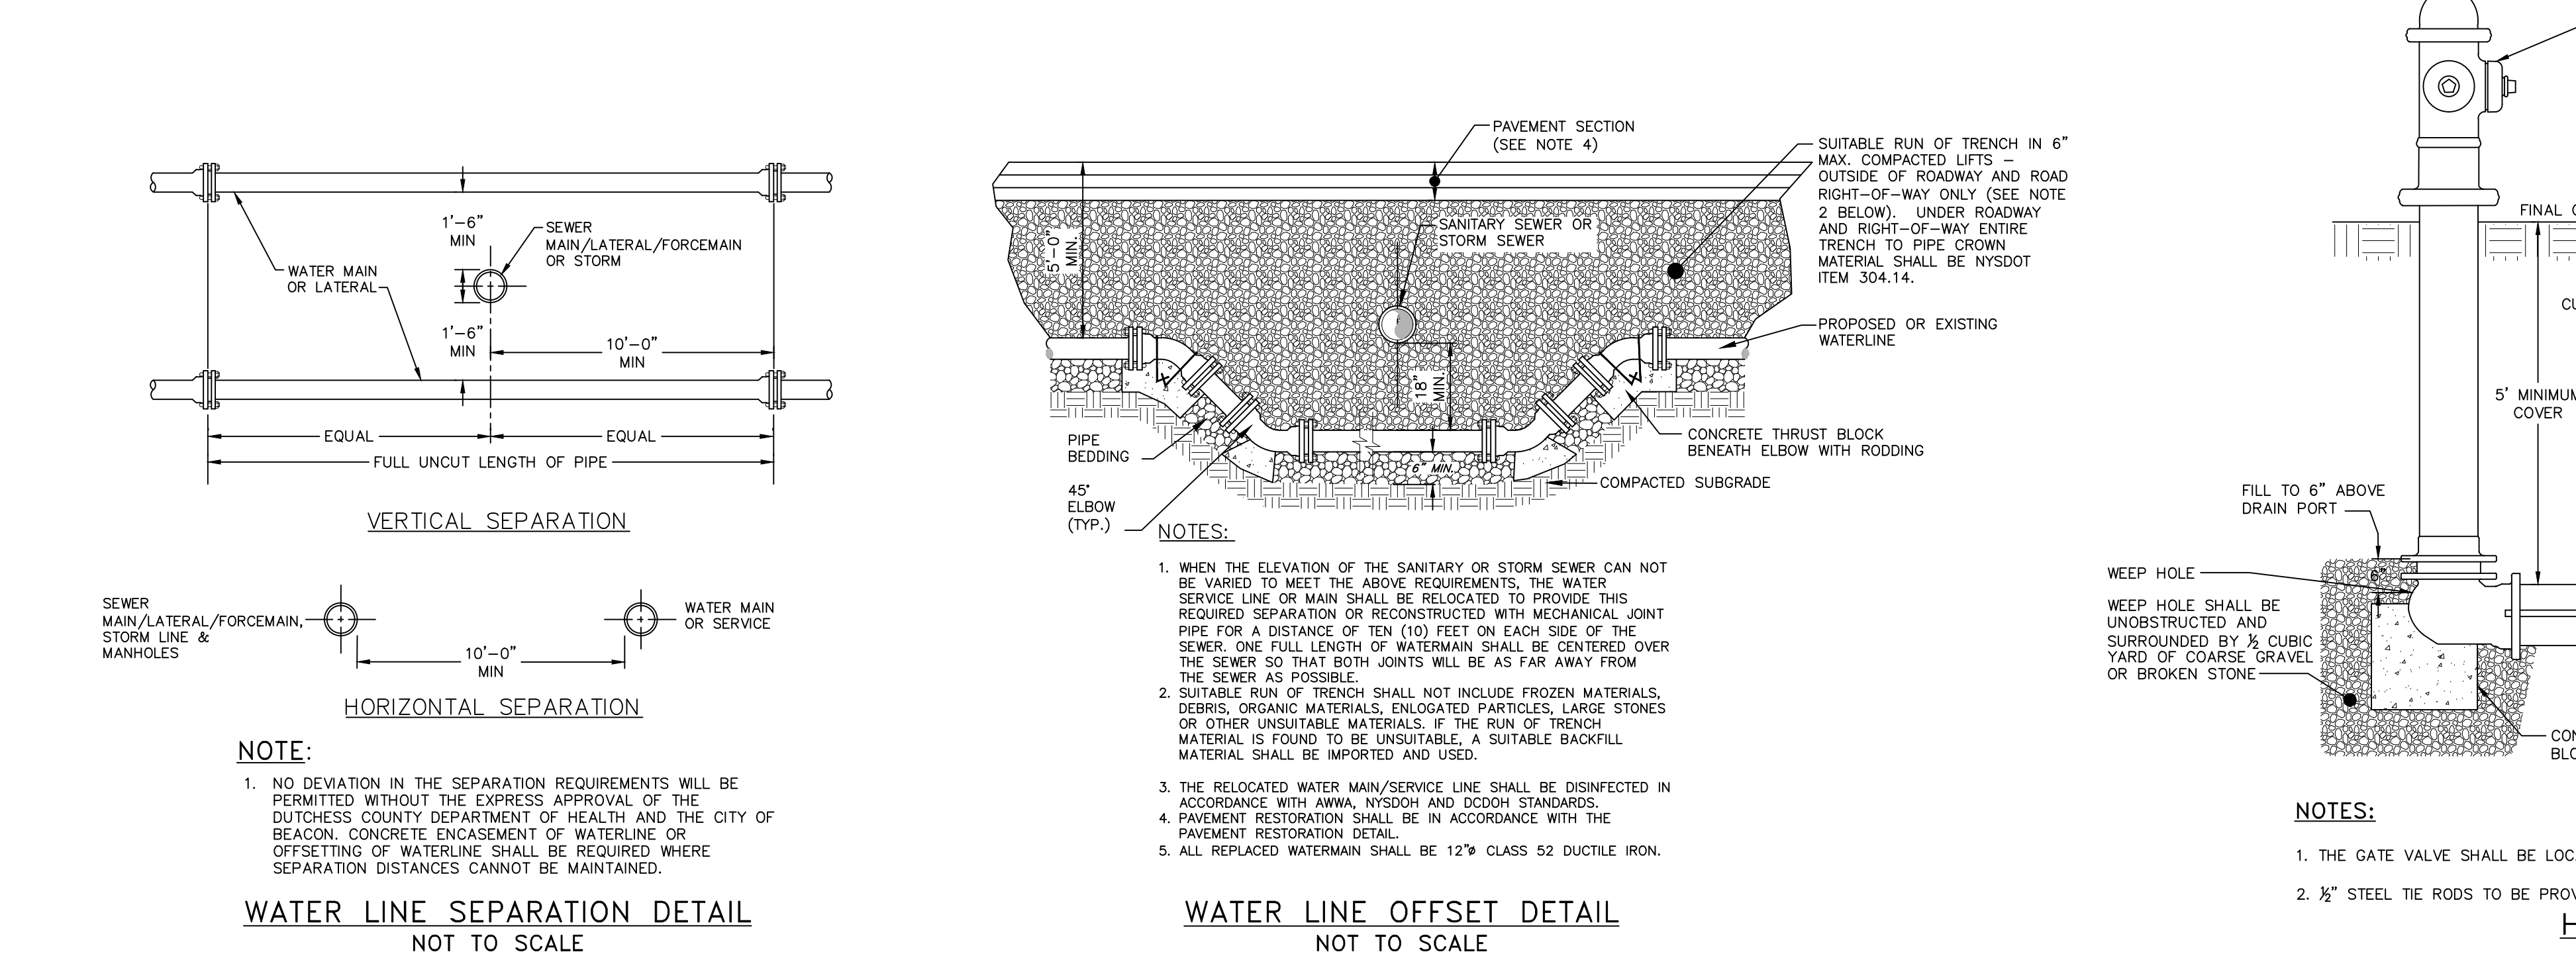 1'-6"
MIN
SEWER
MAIN/LATERAL/FORCEMAIN
OR STORM
WATER MAIN
OR LATERAL
1'-6"
MIN
10'-0"
MIN
EQUAL
EQUAL
FULL UNCUT LENGTH OF PIPE
VERTICAL SEPARATION
SEWER
MAIN/LATERAL/FORCEMAIN,
STORM LINE &
MANHOLES
WATER MAIN
OR SERVICE
10'-0"
MIN
HORIZONTAL SEPARATION
NOTE:
1. NO DEVIATION IN THE SEPARATION REQUIREMENTS WILL BE
PERMITTED WITHOUT THE EXPRESS APPROVAL OF THE
DUTCHESS COUNTY DEPARTMENT OF HEALTH AND THE CITY OF
BEACON. CONCRETE ENCASEMENT OF WATERLINE OR
OFFSETTING OF WATERLINE SHALL BE REQUIRED WHERE
SEPARATION DISTANCES CANNOT BE MAINTAINED.
WATER LINE SEPARATION DETAIL
NOT TO SCALE
PAVEMENT SECTION
(SEE NOTE 4)
SUITABLE RUN OF TRENCH IN 6"
MAX. COMPACTED LIFTS –
OUTSIDE OF ROADWAY AND ROAD
RIGHT-OF-WAY ONLY (SEE NOTE
2 BELOW). UNDER ROADWAY
AND RIGHT-OF-WAY ENTIRE
TRENCH TO PIPE CROWN
MATERIAL SHALL BE NYSDOT
ITEM 304.14.
5'-0"
MIN.
SANITARY SEWER OR
STORM SEWER
PROPOSED OR EXISTING
WATERLINE
18"
MIN.
PIPE
BEDDING
6" MIN.
CONCRETE THRUST BLOCK
BENEATH ELBOW WITH RODDING
COMPACTED SUBGRADE
45°
ELBOW
(TYP.)
NOTES:
1. WHEN THE ELEVATION OF THE SANITARY OR STORM SEWER CAN NOT
BE VARIED TO MEET THE ABOVE REQUIREMENTS, THE WATER
SERVICE LINE OR MAIN SHALL BE RELOCATED TO PROVIDE THIS
REQUIRED SEPARATION OR RECONSTRUCTED WITH MECHANICAL JOINT
PIPE FOR A DISTANCE OF TEN (10) FEET ON EACH SIDE OF THE
SEWER. ONE FULL LENGTH OF WATERMAIN SHALL BE CENTERED OVER
THE SEWER SO THAT BOTH JOINTS WILL BE AS FAR AWAY FROM
THE SEWER AS POSSIBLE.
2. SUITABLE RUN OF TRENCH SHALL NOT INCLUDE FROZEN MATERIALS,
DEBRIS, ORGANIC MATERIALS, ENLOGATED PARTICLES, LARGE STONES
OR OTHER UNSUITABLE MATERIALS. IF THE RUN OF TRENCH
MATERIAL IS FOUND TO BE UNSUITABLE, A SUITABLE BACKFILL
MATERIAL SHALL BE IMPORTED AND USED.
3. THE RELOCATED WATER MAIN/SERVICE LINE SHALL BE DISINFECTED IN
ACCORDANCE WITH AWWA, NYSDOH AND DCDOH STANDARDS.
4. PAVEMENT RESTORATION SHALL BE IN ACCORDANCE WITH THE
PAVEMENT RESTORATION DETAIL.
5. ALL REPLACED WATERMAIN SHALL BE 12"ø CLASS 52 DUCTILE IRON.
WATER LINE OFFSET DETAIL
NOT TO SCALE
FINAL
5' MINIMUM
COVER
FILL TO 6" ABOVE
DRAIN PORT
6"
WEEP HOLE
WEEP HOLE SHALL BE
UNOBSTRUCTED AND
SURROUNDED BY ½ CUBIC
YARD OF COARSE GRAVEL
OR BROKEN STONE
NOTES:
1. THE GATE VALVE SHALL BE
2. ½" STEEL TIE RODS TO BE